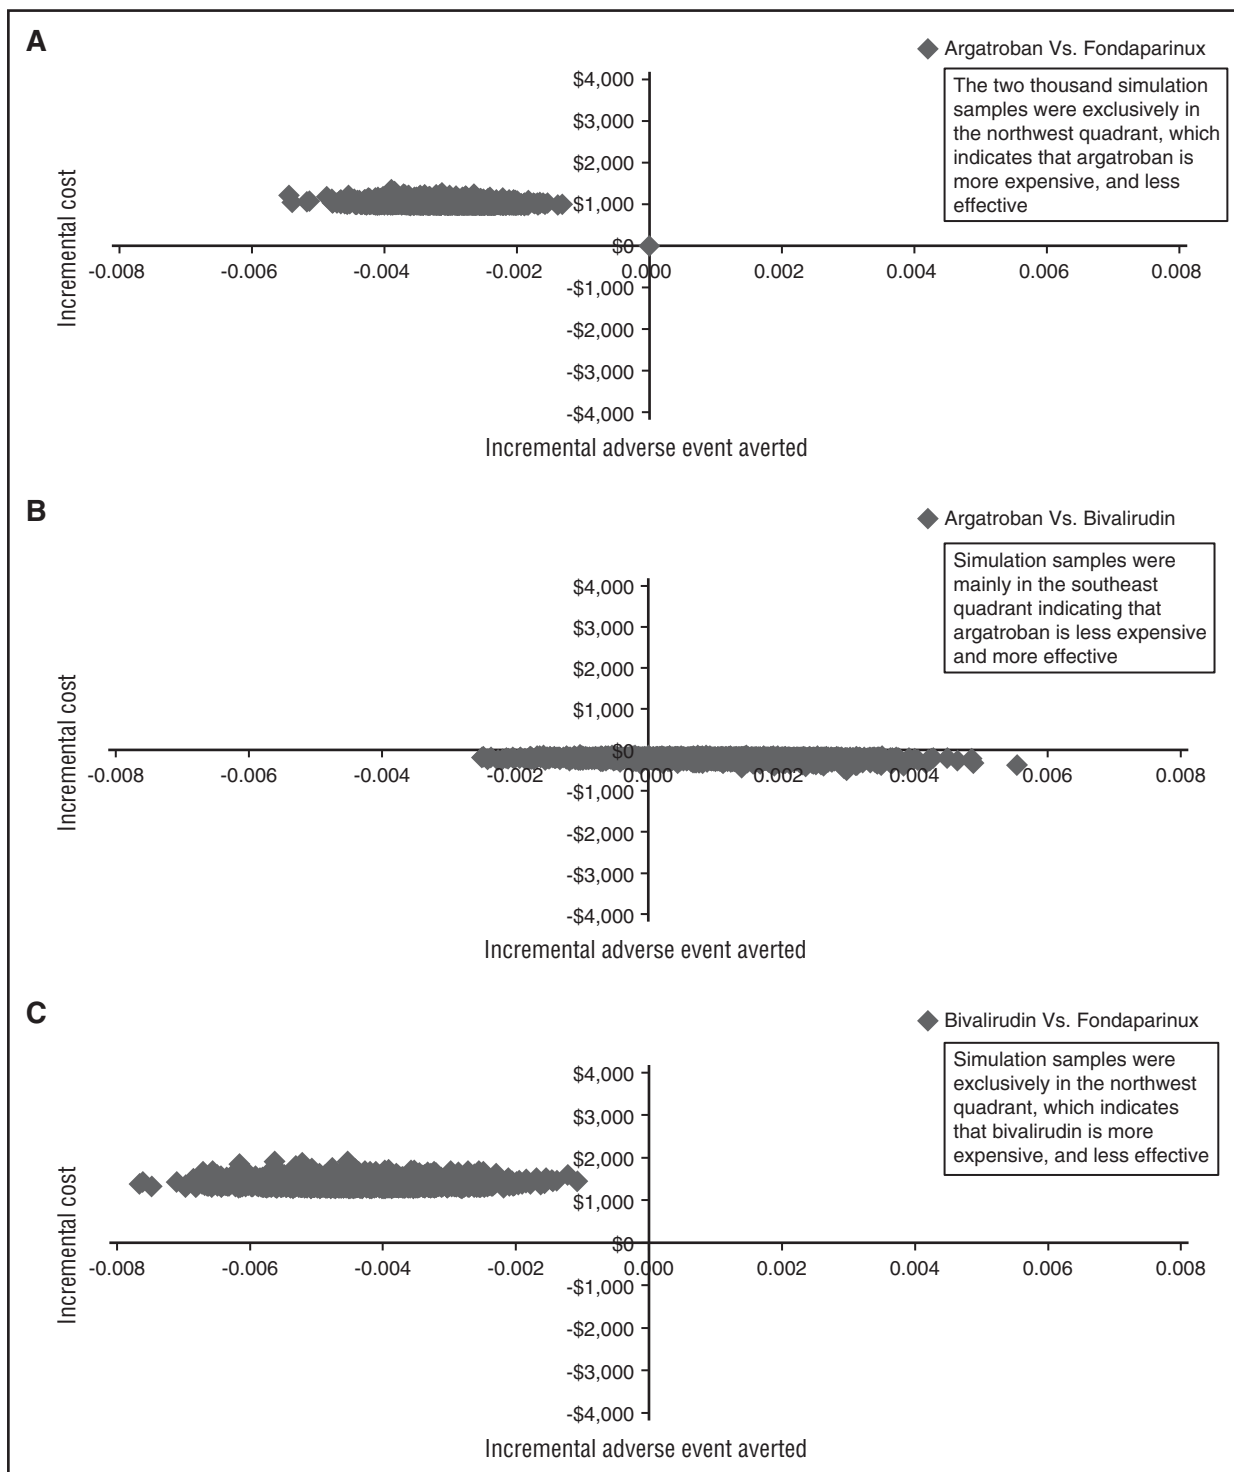 A
Argatroban Vs. Fondaparinux
The two thousand simulation
samples were exclusively in
the northwest quadrant, which
indicates that argatroban is
more expensive, and less
effective
Incremental cost
$4,000
$3,000
$2,000
$1,000
$0
-$1,000
-$2,000
-$3,000
-$4,000
-0.008 -0.006 -0.004 -0.002 0.000 0.002 0.004 0.006 0.008
Incremental adverse event averted
B
Argatroban Vs. Bivalirudin
Simulation samples were
mainly in the southeast
quadrant indicating that
argatroban is less expensive
and more effective
Incremental cost
$4,000
$3,000
$2,000
$1,000
$0
-0.008 -0.006 -0.004 -0.002 0.000 0.002 0.004 0.006 0.008
-$1,000
-$2,000
-$3,000
-$4,000
Incremental adverse event averted
C
Bivalirudin Vs. Fondaparinux
Simulation samples were
exclusively in the northwest
quadrant, which indicates
that bivalirudin is more
expensive, and less effective
Incremental cost
$4,000
$3,000
$2,000
$1,000
$0
-0.008 -0.006 -0.004 -0.002 0.000 0.002 0.004 0.006 0.008
-$1,000
-$2,000
-$3,000
-$4,000
Incremental adverse event averted